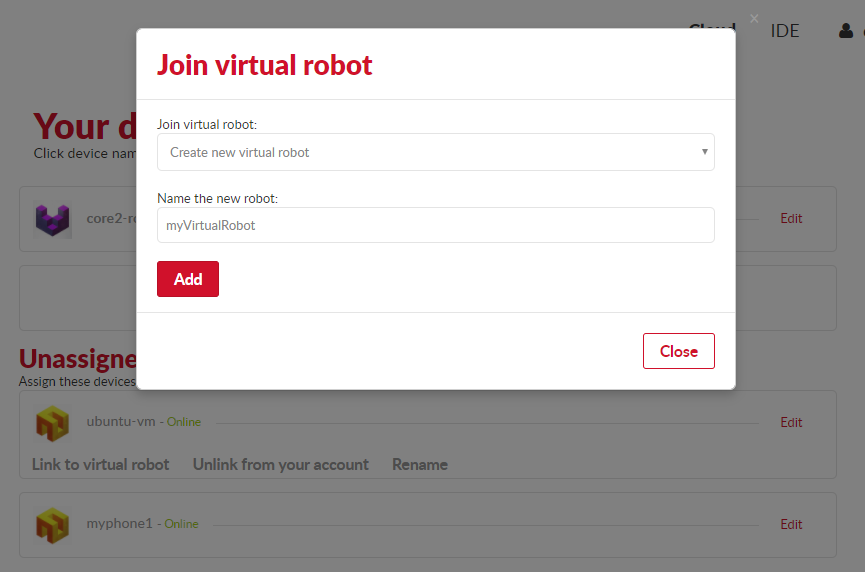 Cloud
IDE
Join virtual robot
Your d
Click device nam
Join virtual robot:
Create new virtual robot
Name the new robot:
myVirtualRobot
core2-ro
Edit
Add
Close
Unassigne
Assign these devices
ubuntu-vm - Online
Edit
Link to virtual robot Unlink from your account Rename
myphone1 - Online
Edit